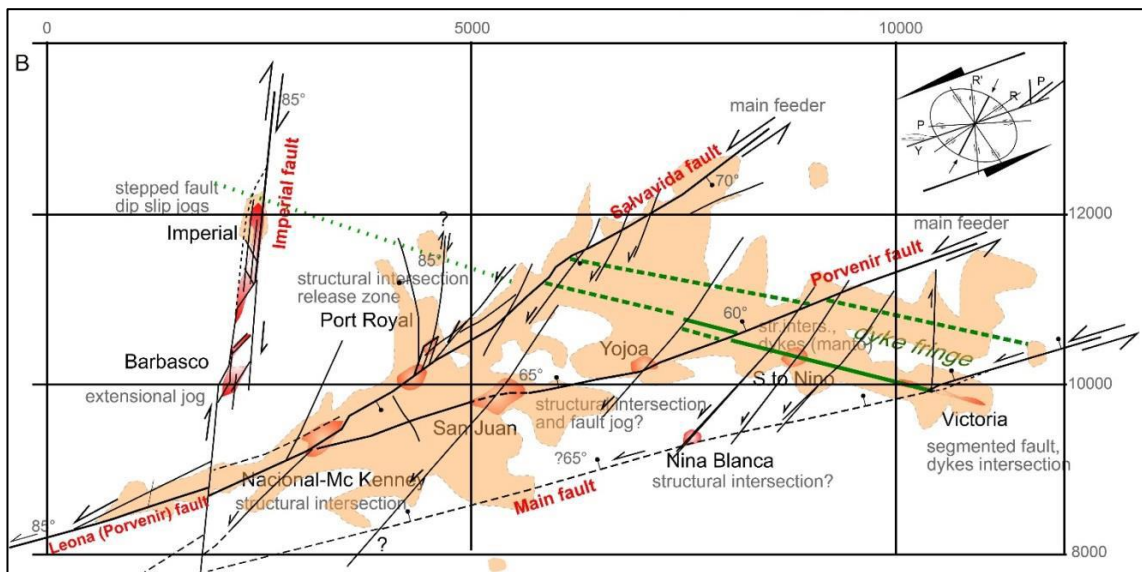 0
5000
10000
B
R'
P
R
P
Y
85°
main feeder
Salvavida fault
70°
stepped fault
dip slip jogs
Imperial fault
12000
main feeder
Imperial
?
85°
structural intersection
release zone
Port Royal
Porvenir fault
60°
str.inters.,
dykes (manto)
dyke fringe
Yojoa
Barbasco
extensional jog
S.to Nino
10000
65°
structural intersection
and fault jog?
San Juan
Victoria
segmented fault,
dykes intersection
Nina Blanca
structural intersection?
?65°
Main fault
Nacional-Mc Kenney
structural intersection
85°
Leona (Porvenir) fault
?
8000